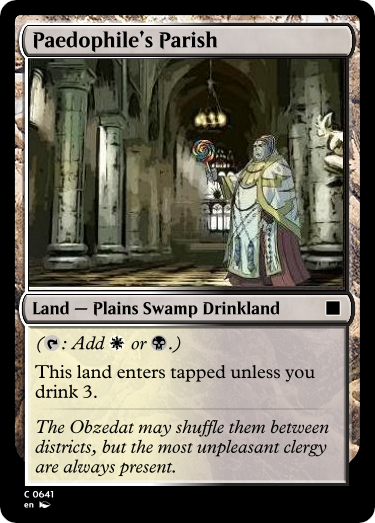 Paedophile's Parish
Land — Plains Swamp Drinkland
(: Add or .)
This land enters tapped unless you
drink 3.
The Obzedat may shuffle them between
districts, but the most unpleasant clergy
are always present.
C 0641
en